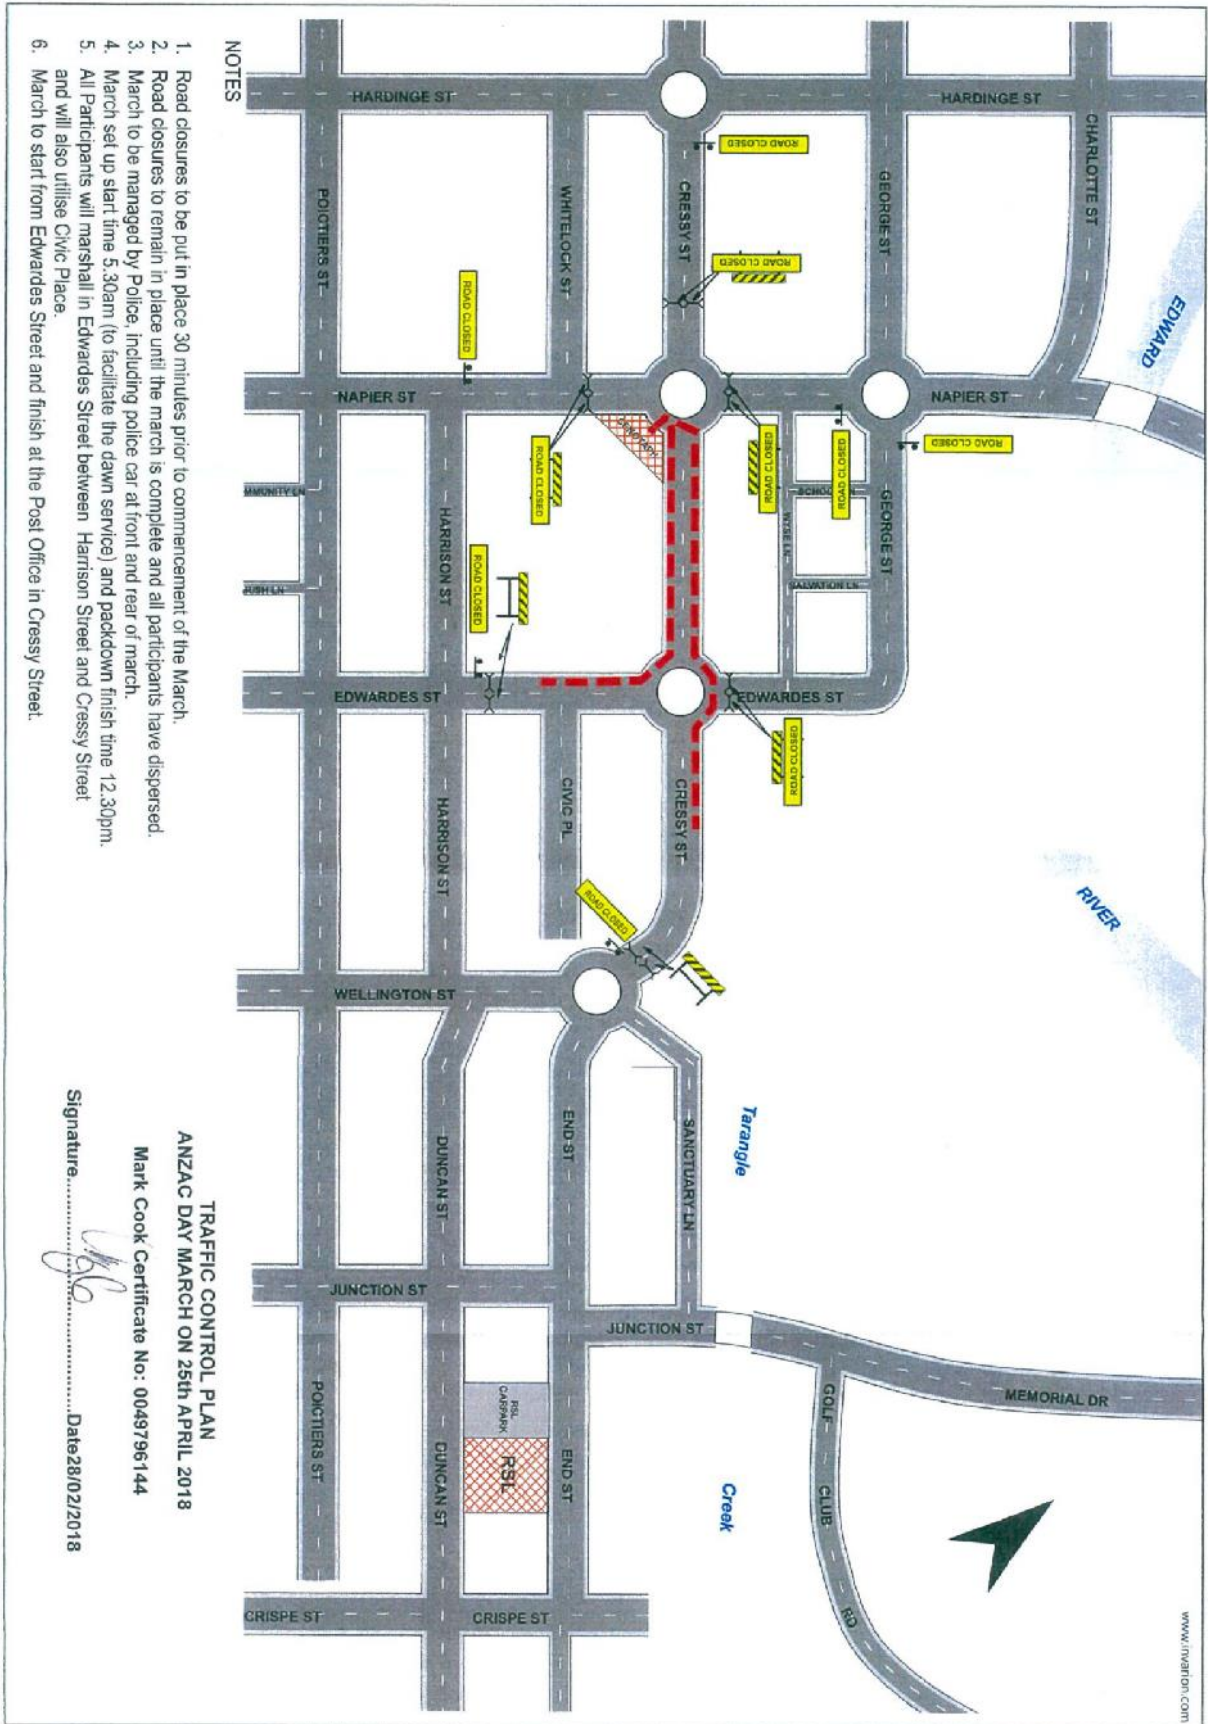 www.invarion.com
EDWARD
RIVER
Tarangle
Creek
HARDINGE ST
HARDINGE ST
CHARLOTTE ST
GEORGE ST
GEORGE ST
CRESSY ST
CRESSY ST
WHITELOCK ST
POICTIERS ST
POICTIERS ST
NAPIER ST
NAPIER ST
HARRISON ST
HARRISON ST
EDWARDES ST
EDWARDES ST
SALVATION LN
CIVIC PL
WELLINGTON ST
END ST
END ST
SANCTUARY LN
DUNCAN ST
DUNCAN ST
JUNCTION ST
JUNCTION ST
MEMORIAL DR
GOLF CLUB RD
CRISPE ST
CRISPE ST
RSL
CARPARK
RSL
CENOTAPH
ROAD CLOSED
ROAD CLOSED
ROAD CLOSED
ROAD CLOSED
ROAD CLOSED
ROAD CLOSED
ROAD CLOSED
ROAD CLOSED
ROAD CLOSED
ROAD CLOSED
NOTES
1. Road closures to be put in place 30 minutes prior to commencement of the March.
2. Road closures to remain in place until the march is complete and all participants have dispersed.
3. March to be managed by Police, including police car at front and rear of march.
4. March set up start time 5.30am (to facilitate the dawn service) and packdown finish time 12.30pm.
5. All Participants will marshall in Edwardes Street between Harrison Street and Cressy Street
and will also utilise Civic Place.
6. March to start from Edwardes Street and finish at the Post Office in Cressy Street.
TRAFFIC CONTROL PLAN
ANZAC DAY MARCH ON 25th APRIL 2018
Mark Cook Certificate No: 0049796144
Signature..................................Date28/02/2018